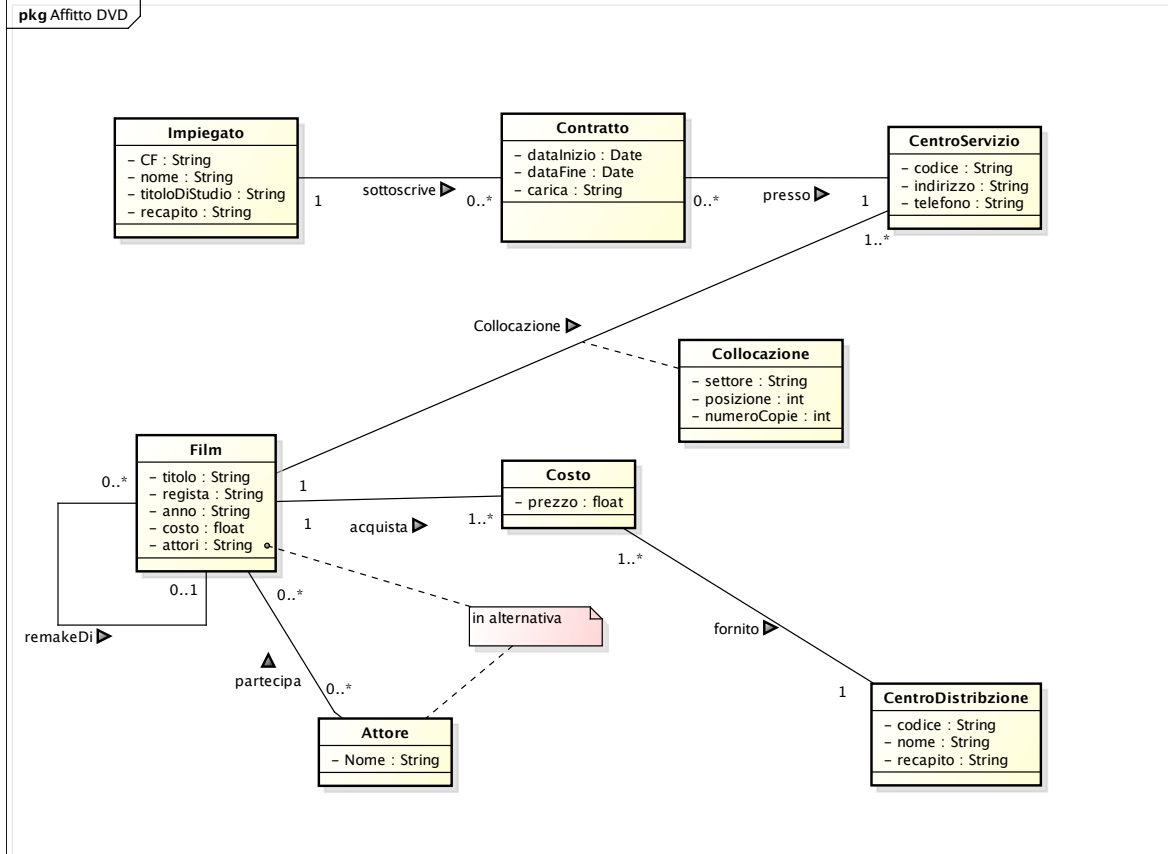 pkg Affitto DVD
Impiegato
– CF : String
– nome : String
– titoloDiStudio : String
– recapito : String
1
sottoscrive
0..*
Contratto
– dataInizio : Date
– dataFine : Date
– carica : String
0..*
presso
1
CentroServizio
– codice : String
– indirizzo : String
– telefono : String
1..*
Collocazione
Collocazione
– settore : String
– posizione : int
– numeroCopie : int
Film
– titolo : String
– regista : String
– anno : String
– costo : float
– attori : String
0..*
0..1
remakeDi
1
1
acquista
1..*
Costo
– prezzo : float
1..*
fornito
1
in alternativa
0..*
partecipa
0..*
Attore
– Nome : String
CentroDistribzione
– codice : String
– nome : String
– recapito : String